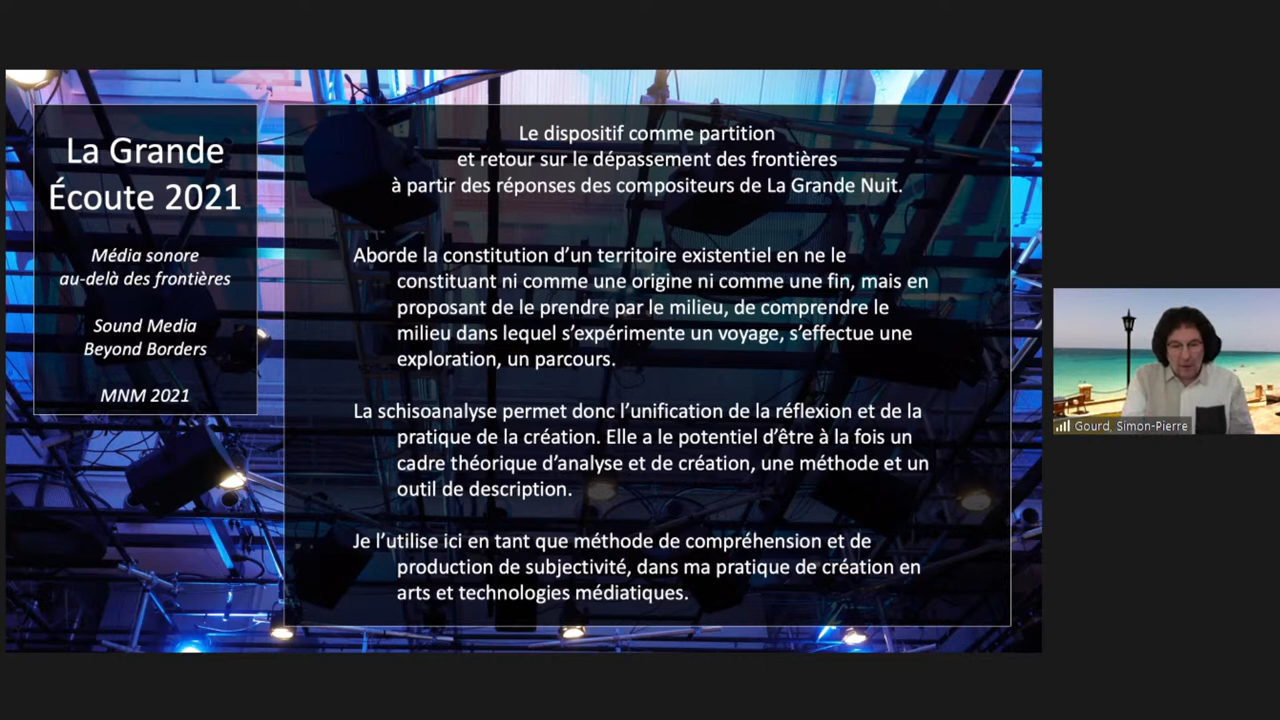 La Grande
Écoute 2021
Média sonore
au-delà des frontières
Sound Media
Beyond Borders
MNM 2021
Le dispositif comme partition
et retour sur le dépassement des frontières
à partir des réponses des compositeurs de La Grande Nuit.
Aborde la constitution d'un territoire existentiel en ne le
constituant ni comme une origine ni comme une fin, mais en
proposant de le prendre par le milieu, de comprendre le
milieu dans lequel s'expérimente un voyage, s'effectue une
exploration, un parcours.
La schisoanalyse permet donc l'unification de la réflexion et de la
pratique de la création. Elle a le potentiel d'être à la fois un
cadre théorique d'analyse et de création, une méthode et un
outil de description.
Je l'utilise ici en tant que méthode de compréhension et de
production de subjectivité, dans ma pratique de création en
arts et technologies médiatiques.
Gourd, Simon-Pierre